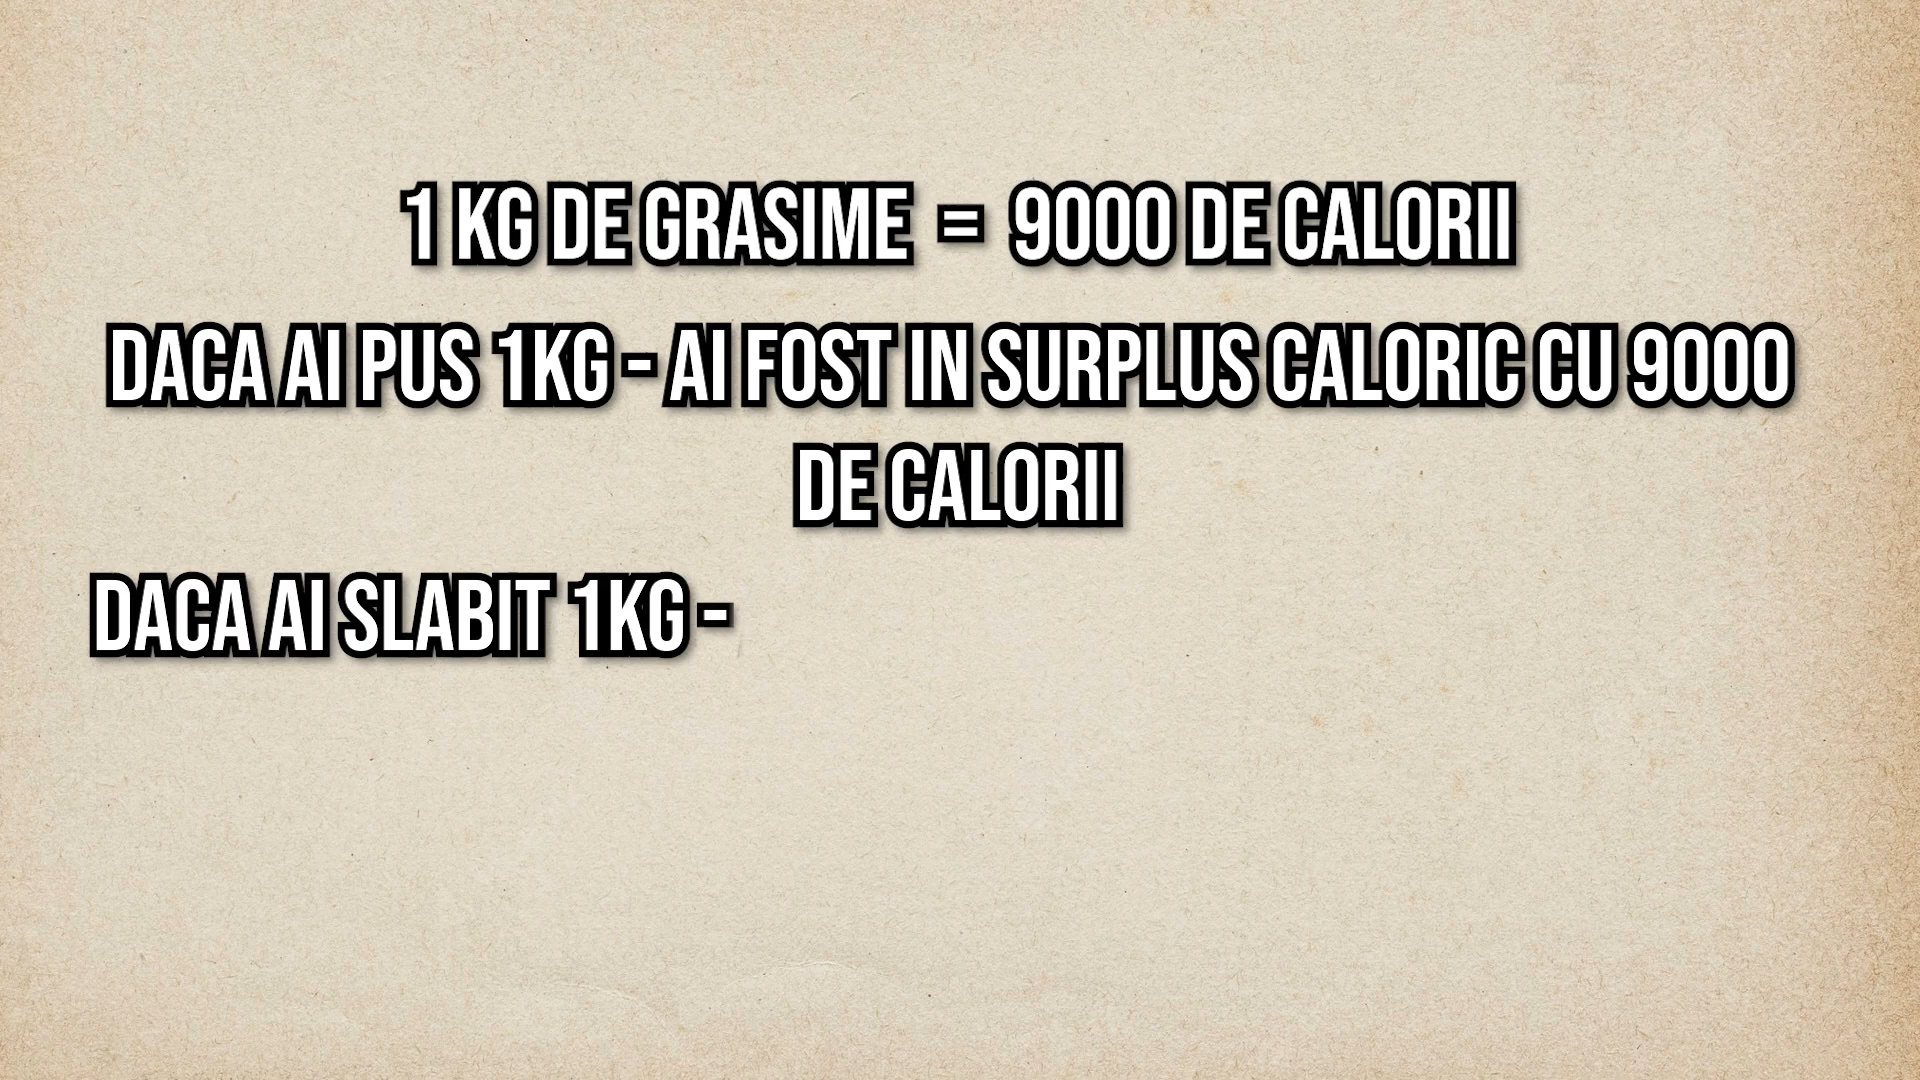 1 KG DE GRASIME = 9000 DE CALORII
DACA AI PUS 1KG - AI FOST IN SURPLUS CALORIC CU 9000
DE CALORII
DACA AI SLABIT 1KG -